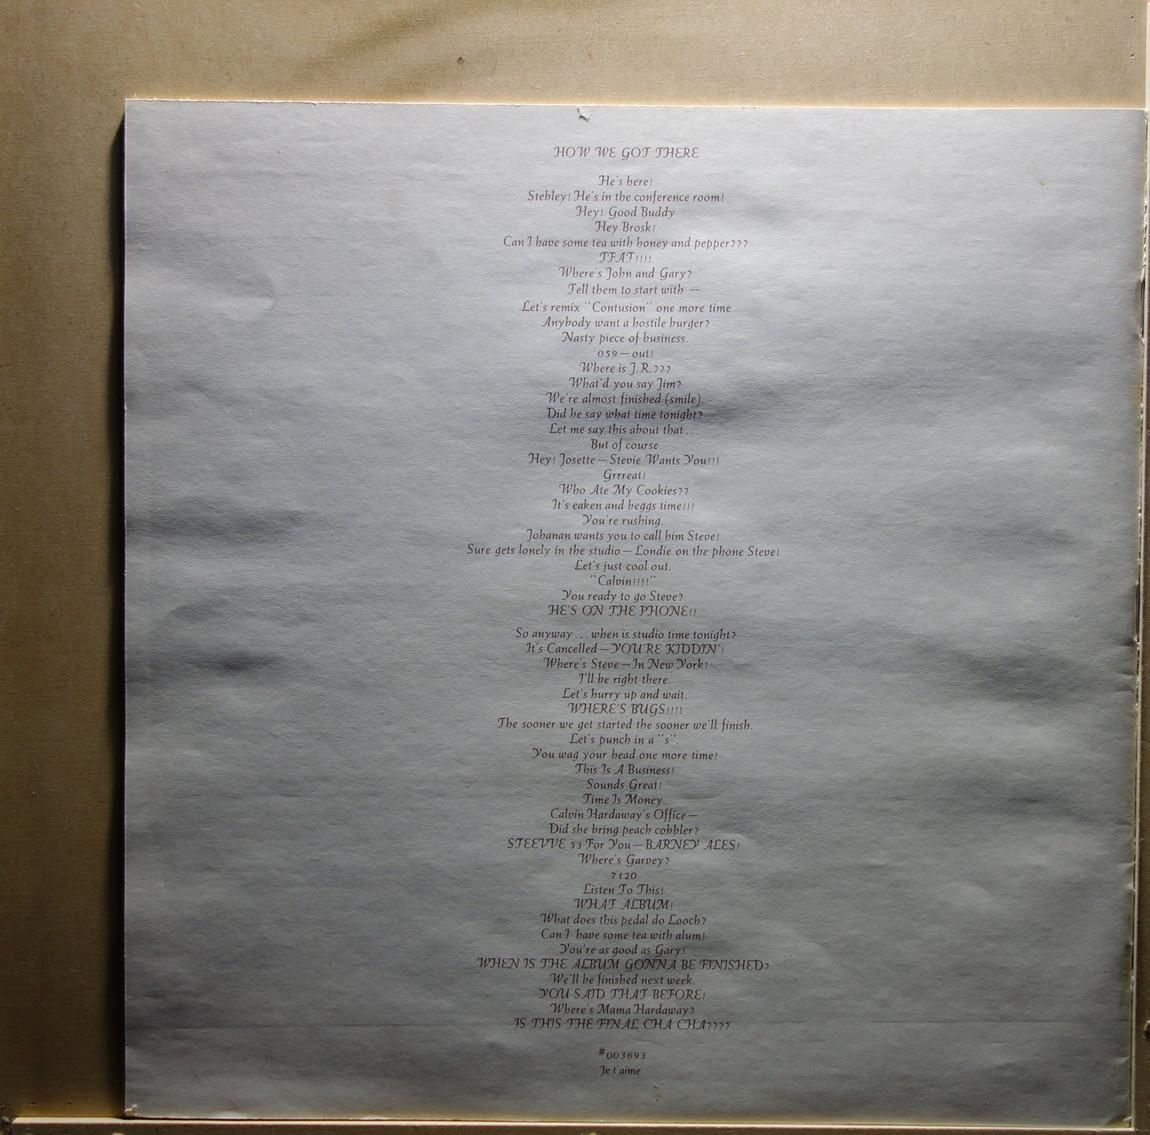 HOW WE GOT THERE
He's here!
Stebley! He's in the conference room!
Hey! Good Buddy
Hey Brosk!
Can I have some tea with honey and pepper???
TFAT!!!!
Where's John and Gary?
Tell them to start with —
Let's remix "Contusion" one more time
Anybody want a hostile burger?
Nasty piece of business.
059 — out!
Where is J.R.???
What'd you say Jim?
We're almost finished (smile).
Did he say what time tonight?
Let me say this about that . . .
But of course
Hey! Josette — Stevie Wants You!!!
Grrreat!
Who Ate My Cookies??
It's eaken and beggs time!!!
You're rushing.
Johanan wants you to call him Steve!
Sure gets lonely in the studio — Londie on the phone Steve!
Let's just cool out.
"Calvin!!!!"
You ready to go Steve?
HE'S ON THE PHONE!!
So anyway . . . when is studio time tonight?
It's Cancelled — YOU'RE KIDDIN'!
Where's Steve — In New York!
I'll be right there.
Let's hurry up and wait.
WHERE'S BUGS!!!!
The sooner we get started the sooner we'll finish.
Let's punch in a "s".
You wag your head one more time!
This Is A Business!
Sounds Great!
Time Is Money.
Calvin Hardaway's Office —
Did she bring peach cobbler?
STEEVVE 53 For You — BARNEY ALES!
Where's Garvey?
7120
Listen To This!
WHAT ALBUM!
What does this pedal do Looch?
Can I have some tea with alum!
You're as good as Gary!
WHEN IS THE ALBUM GONNA BE FINISHED?
We'll be finished next week.
YOU SAID THAT BEFORE!
Where's Mama Hardaway?
IS THIS THE FINAL CHA CHA????
#003693
Je t'aime